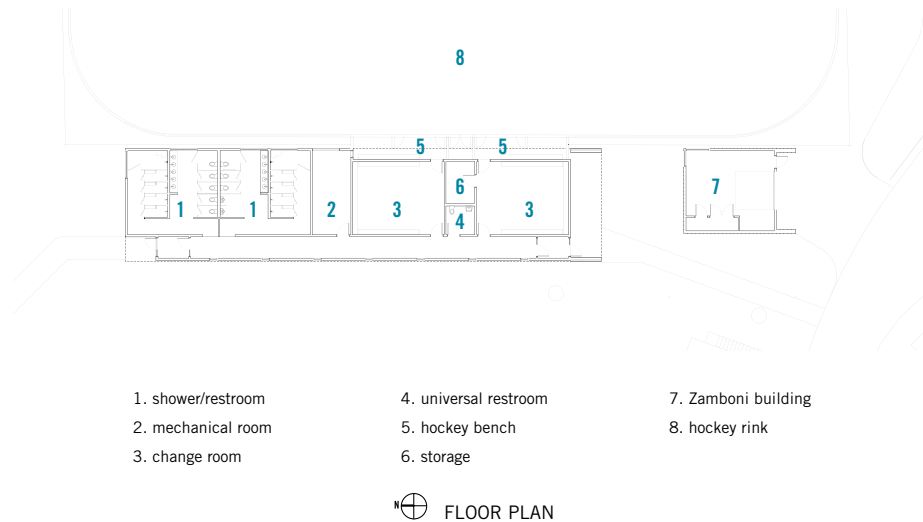 8
5 5
6 7
1 1 2 3 4 3
1. shower/restroom
2. mechanical room
3. change room
4. universal restroom
5. hockey bench
6. storage
7. Zamboni building
8. hockey rink
N FLOOR PLAN